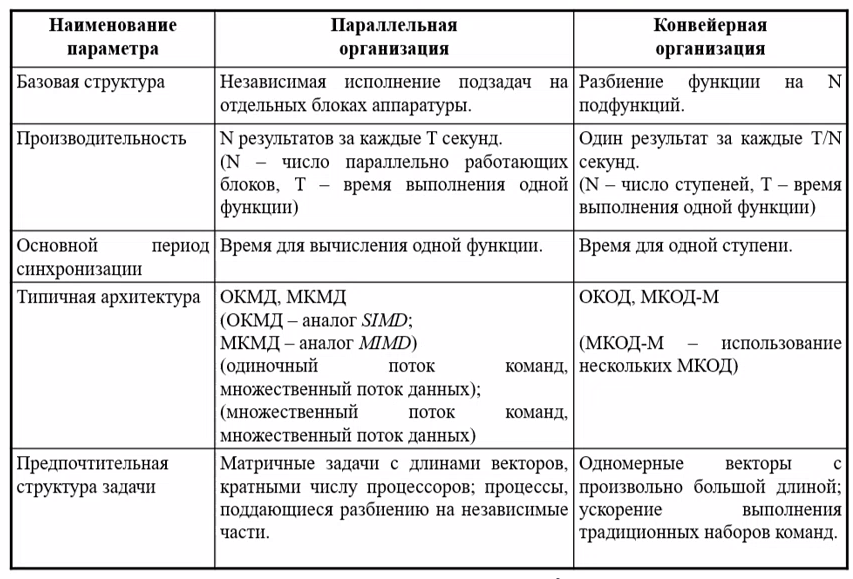 Наименование параметра
Параллельная организация
Конвейерная организация
Базовая структура
Независимая исполнение подзадач на
отдельных блоках аппаратуры.
Разбиение функции на N
подфункций.
Производительность
N результатов за каждые T секунд.
(N – число параллельно работающих
блоков, T – время выполнения одной
функции)
Один результат за каждые T/N
секунд.
(N – число ступеней, T – время
выполнения одной функции)
Основной период
синхронизации
Время для вычисления одной функции.
Время для одной ступени.
Типичная архитектура
ОКМД, МКМД
(ОКМД – аналог SIMD;
МКМД – аналог MIMD)
(одиночный поток команд,
множественный поток данных);
(множественный поток команд,
множественный поток данных)
ОКОД, МКОД-М
(МКОД-М – использование
нескольких МКОД)
Предпочтительная
структура задачи
Матричные задачи с длинами векторов,
кратными числу процессоров; процессы,
поддающиеся разбиению на независимые
части.
Одномерные векторы с
произвольно большой длиной;
ускорение выполнения
традиционных наборов команд.